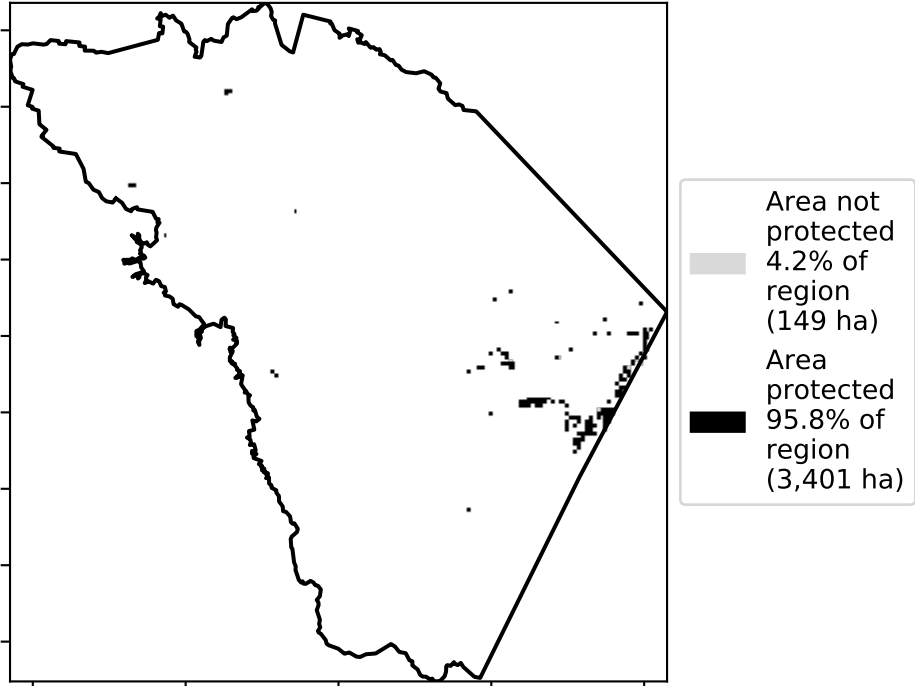 Area not
protected
4.2% of
region
(149 ha)
Area
protected
95.8% of
region
(3,401 ha)